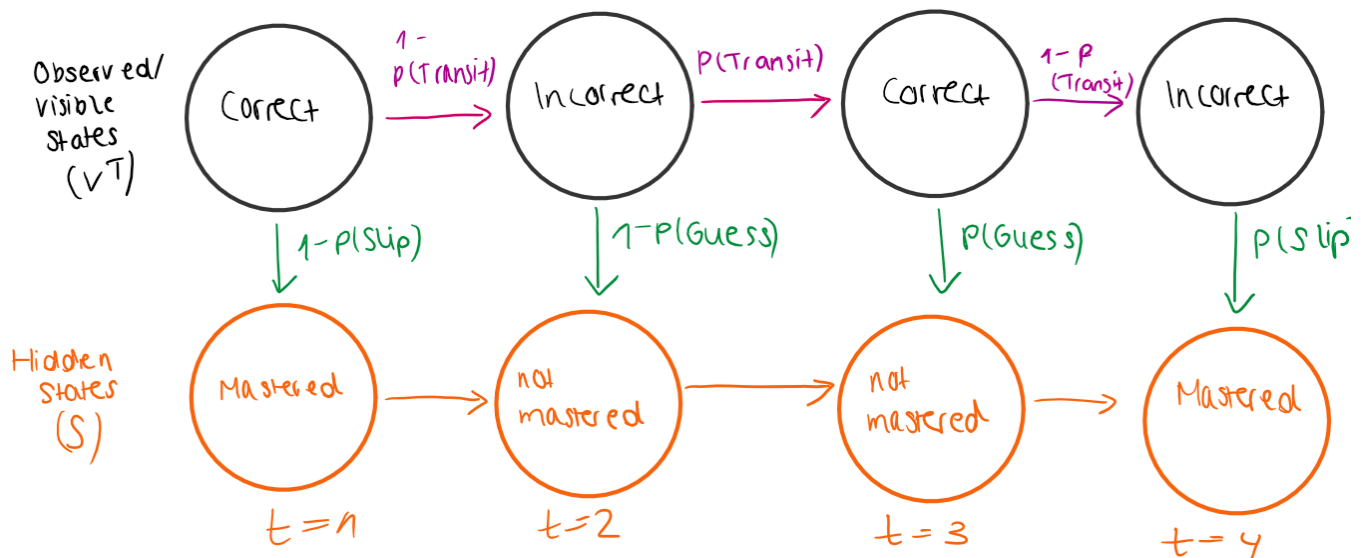 Observed/
visible
states
(VT)
Correct
1-
p(Transit)
Incorrect
P(Transit)
Correct
1-P
(Transit)
Incorrect
1-P(Slip)
1-P(Guess)
P(Guess)
P(Slip)
Hidden
states
(S)
Mastered
not
mastered
not
mastered
Mastered
t=1
t=2
t=3
t=4